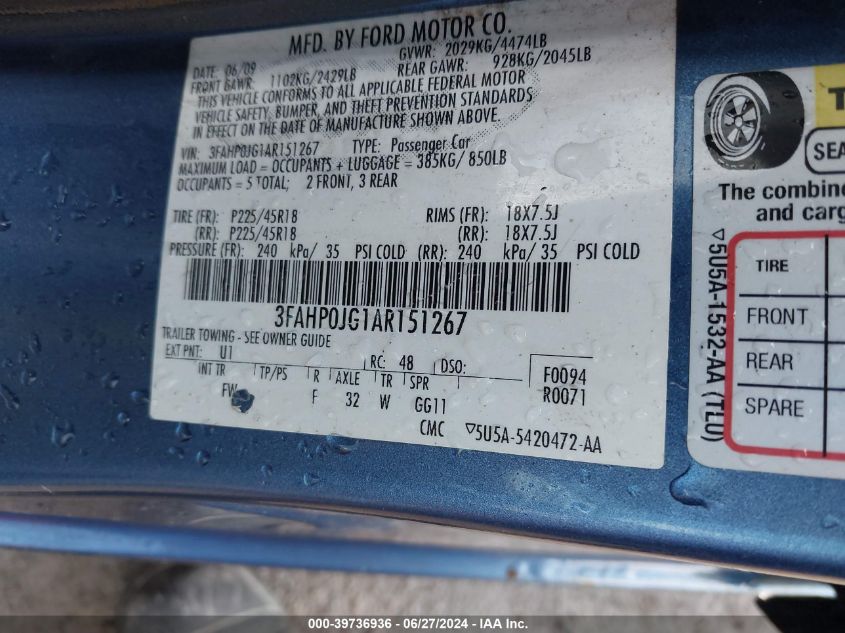 MFD. BY FORD MOTOR CO.
DATE: 06/09 GVWR: 2029KG/4474LB
FRONT GAWR: 1102KG/2429LB REAR GAWR: 928KG/2045LB
THIS VEHICLE CONFORMS TO ALL APPLICABLE FEDERAL MOTOR
VEHICLE SAFETY, BUMPER, AND THEFT PREVENTION STANDARDS
IN EFFECT ON THE DATE OF MANUFACTURE SHOWN ABOVE.
VIN: 3FAHP0JG1AR151267 TYPE: Passenger Car
MAXIMUM LOAD = OCCUPANTS + LUGGAGE = 385KG/ 850LB
OCCUPANTS = 5 TOTAL; 2 FRONT, 3 REAR
TIRE (FR): P225/45R18 RIMS (FR): 18X7.5J
(RR): P225/45R18 (RR): 18X7.5J
PRESSURE (FR): 240 kPa/ 35 PSI COLD (RR): 240 kPa/ 35 PSI COLD
3FAHP0JG1AR151267
TRAILER TOWING - SEE OWNER GUIDE
EXT PNT: U1 RC: 48 DSO:
INT TR TP/PS R AXLE TR SPR F0094
FW F 32 W GG11 R0071
CMC ▽5U5A-5420472-AA
▽5U5A-1532-AA (TL0)
T
SEA
The combine
and carg
TIRE
FRONT
REAR
SPARE
000-39736936 - 06/27/2024 - IAA Inc.